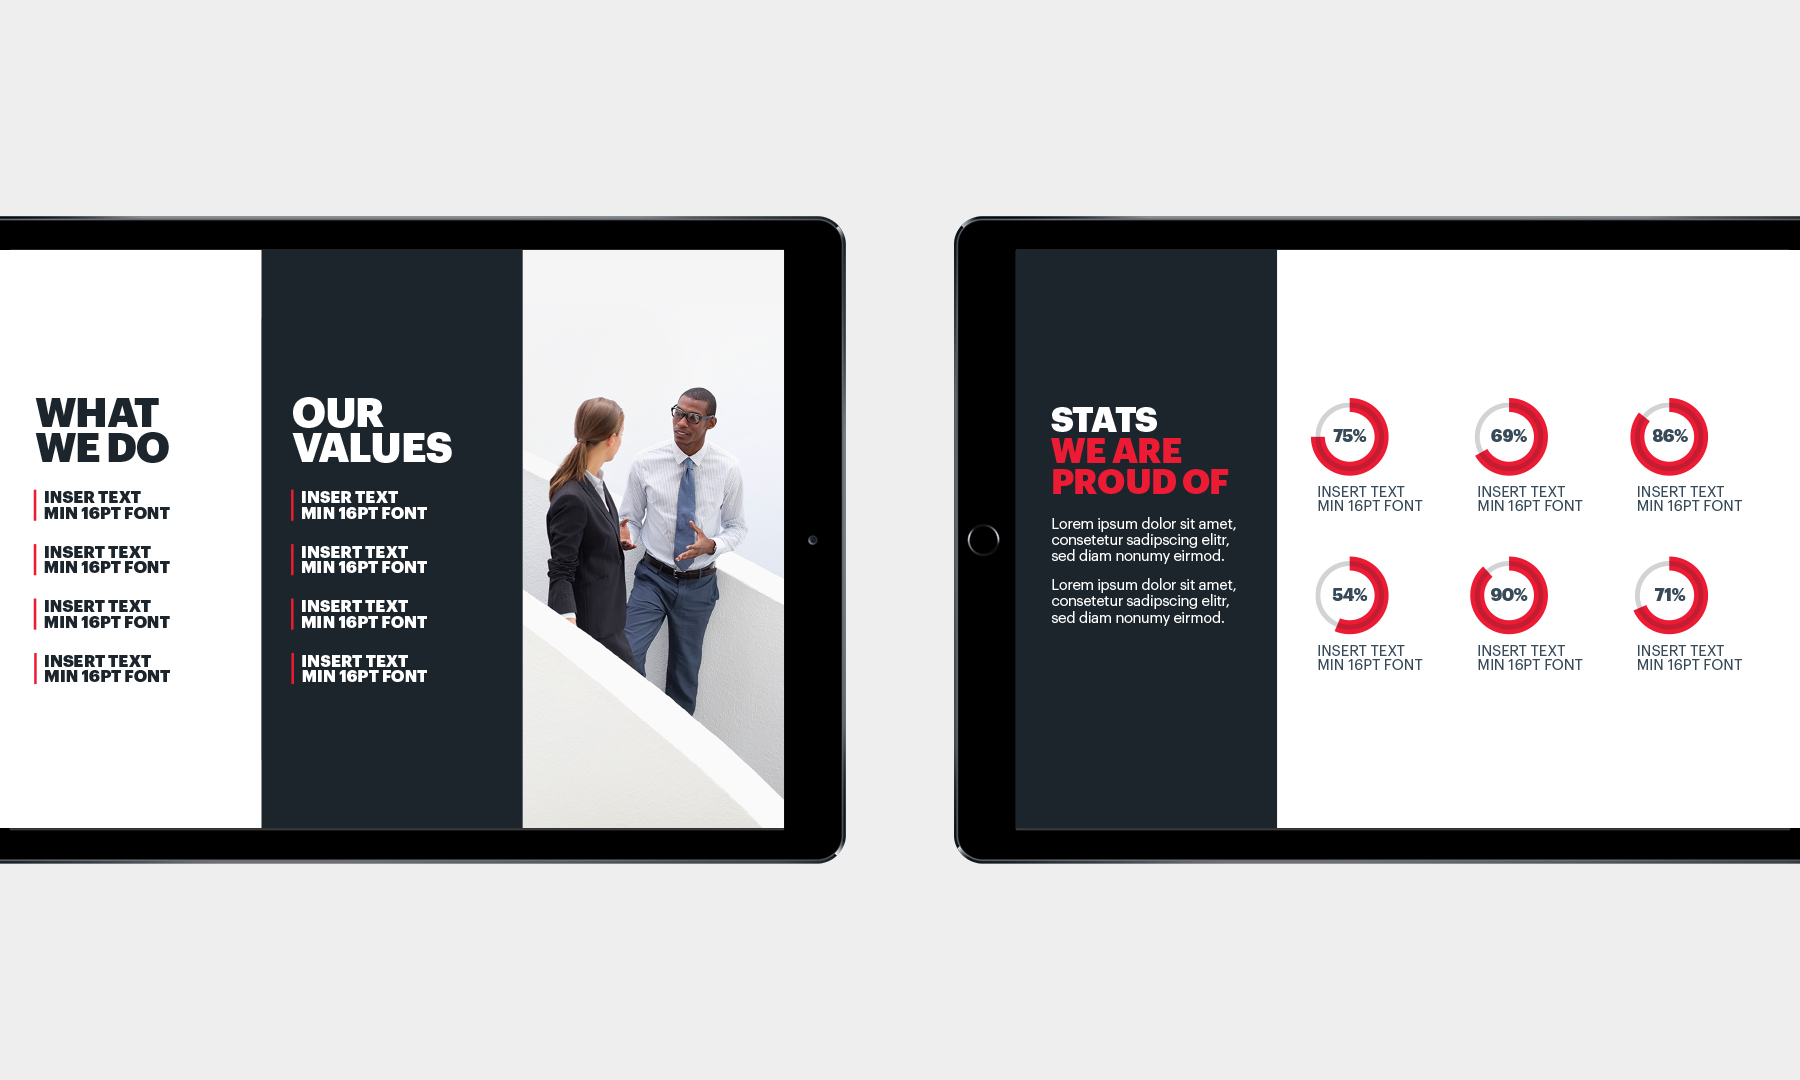 WHAT
WE DO
INSER TEXT
MIN 16PT FONT
INSERT TEXT
MIN 16PT FONT
INSERT TEXT
MIN 16PT FONT
INSERT TEXT
MIN 16PT FONT
OUR
VALUES
INSER TEXT
MIN 16PT FONT
INSERT TEXT
MIN 16PT FONT
INSERT TEXT
MIN 16PT FONT
INSERT TEXT
MIN 16PT FONT
STATS
WE ARE
PROUD OF
Lorem ipsum dolor sit amet,
consetetur sadipscing elitr,
sed diam nonumy eirmod.
Lorem ipsum dolor sit amet,
consetetur sadipscing elitr,
sed diam nonumy eirmod.
75%
INSERT TEXT
MIN 16PT FONT
69%
INSERT TEXT
MIN 16PT FONT
86%
INSERT TEXT
MIN 16PT FONT
54%
INSERT TEXT
MIN 16PT FONT
90%
INSERT TEXT
MIN 16PT FONT
71%
INSERT TEXT
MIN 16PT FONT